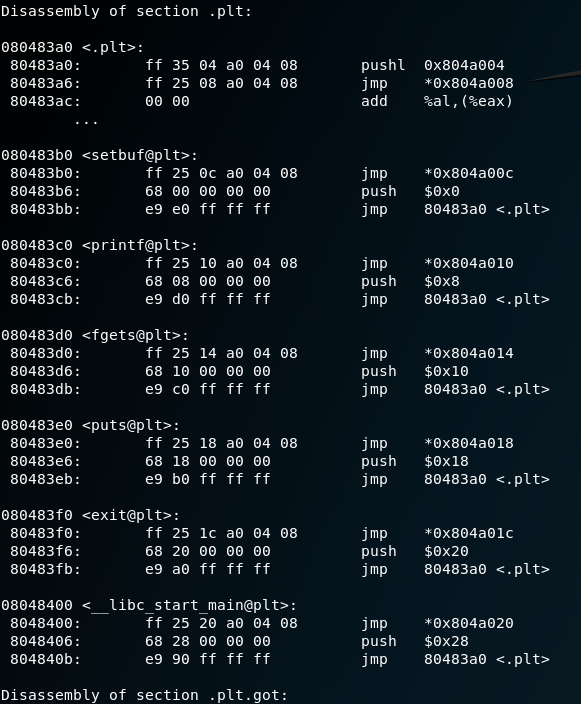 Disassembly of section .plt:
080483a0 <.plt>:
80483a0: ff 35 04 a0 04 08 pushl 0x804a004
80483a6: ff 25 08 a0 04 08 jmp *0x804a008
80483ac: 00 00 add %al,(%eax)
...
080483b0 <setbuf@plt>:
80483b0: ff 25 0c a0 04 08 jmp *0x804a00c
80483b6: 68 00 00 00 00 push $0x0
80483bb: e9 e0 ff ff ff jmp 80483a0 <.plt>
080483c0 <printf@plt>:
80483c0: ff 25 10 a0 04 08 jmp *0x804a010
80483c6: 68 08 00 00 00 push $0x8
80483cb: e9 d0 ff ff ff jmp 80483a0 <.plt>
080483d0 <fgets@plt>:
80483d0: ff 25 14 a0 04 08 jmp *0x804a014
80483d6: 68 10 00 00 00 push $0x10
80483db: e9 c0 ff ff ff jmp 80483a0 <.plt>
080483e0 <puts@plt>:
80483e0: ff 25 18 a0 04 08 jmp *0x804a018
80483e6: 68 18 00 00 00 push $0x18
80483eb: e9 b0 ff ff ff jmp 80483a0 <.plt>
080483f0 <exit@plt>:
80483f0: ff 25 1c a0 04 08 jmp *0x804a01c
80483f6: 68 20 00 00 00 push $0x20
80483fb: e9 a0 ff ff ff jmp 80483a0 <.plt>
08048400 <__libc_start_main@plt>:
8048400: ff 25 20 a0 04 08 jmp *0x804a020
8048406: 68 28 00 00 00 push $0x28
804840b: e9 90 ff ff ff jmp 80483a0 <.plt>
Disassembly of section .plt.got: